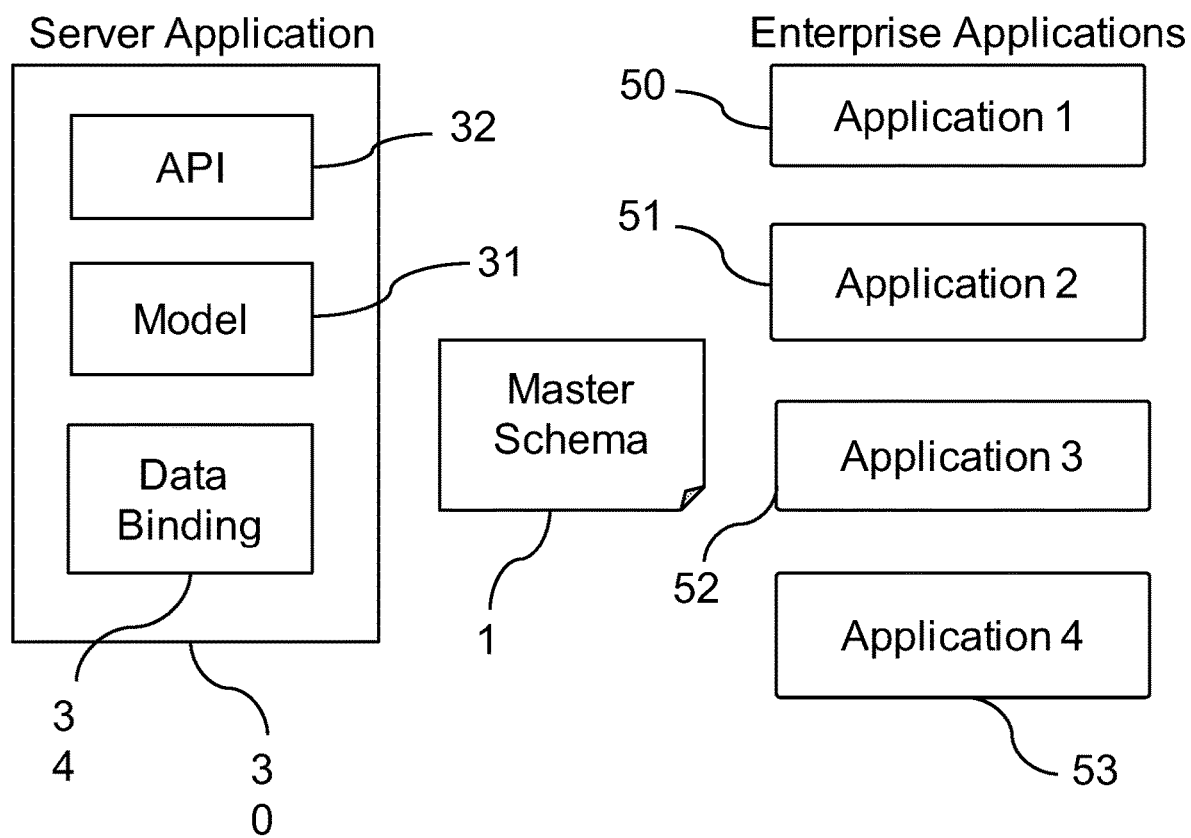 Server Application
API
32
Model
31
Data
Binding
3
4
3
0
Master
Schema
1
Enterprise Applications
50
Application 1
51
Application 2
Application 3
52
Application 4
53